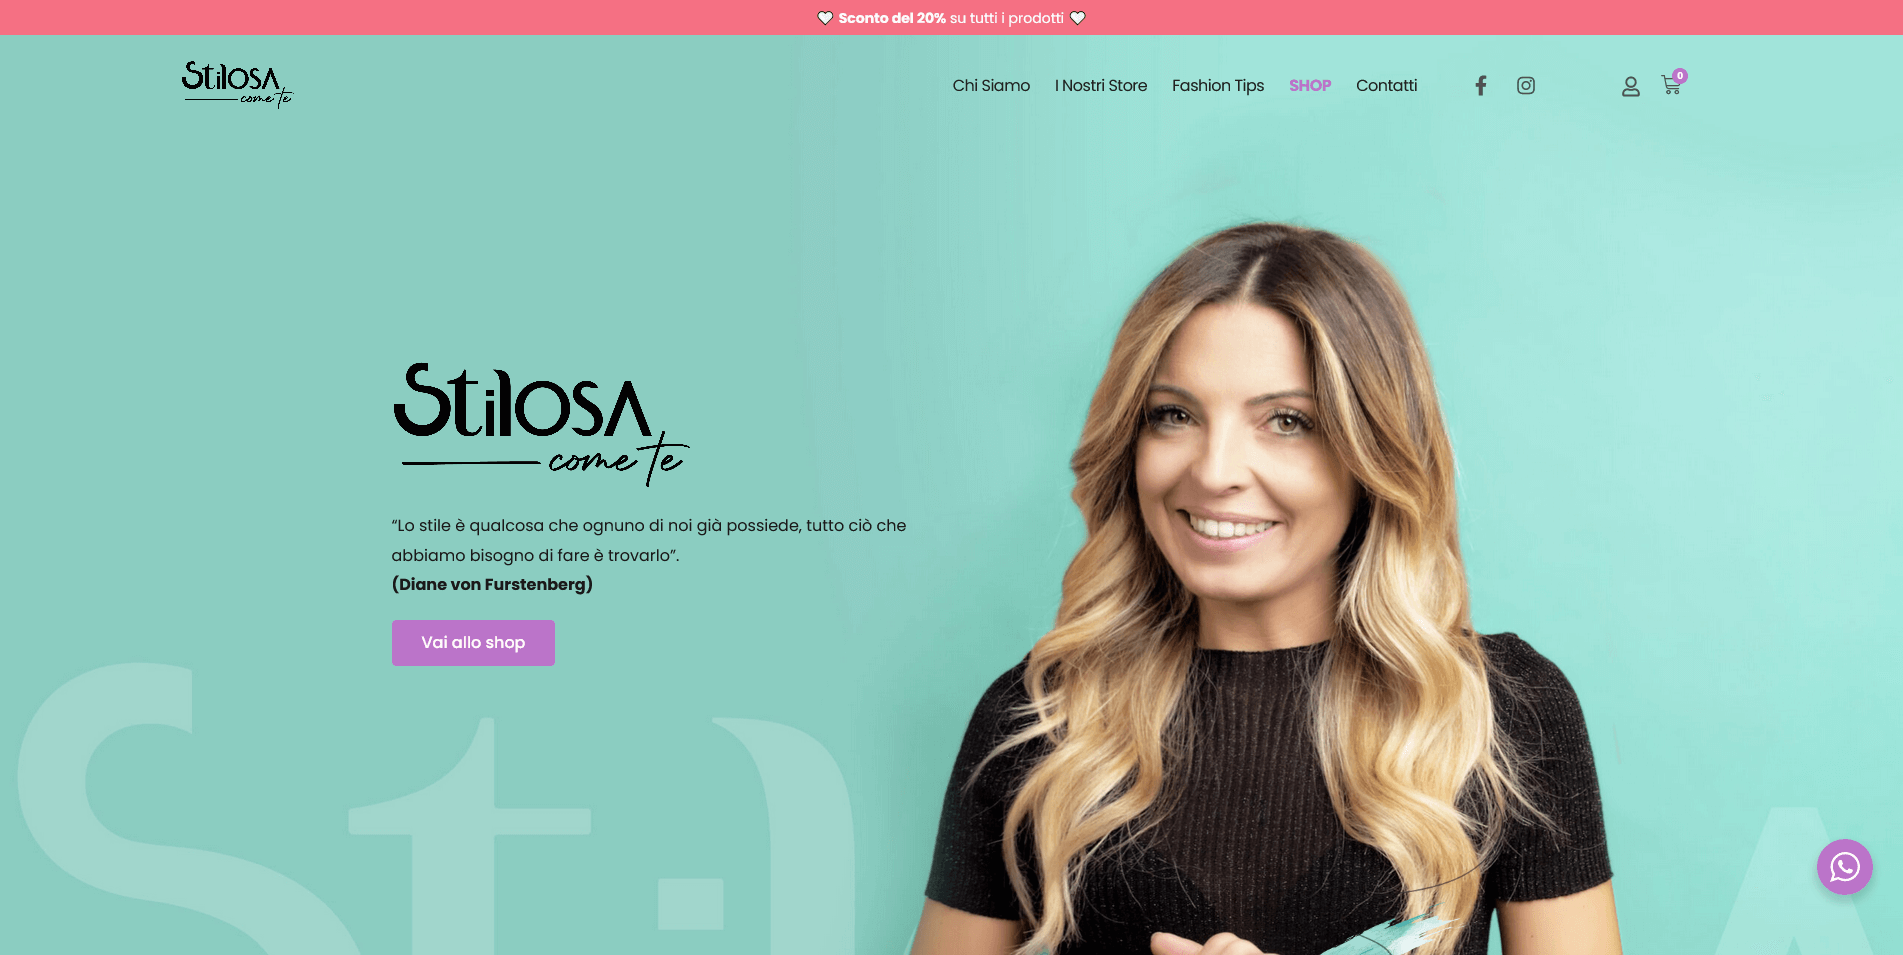 Sconto del 20% su tutti i prodotti
Stilosa
come te
Chi Siamo
I Nostri Store
Fashion Tips
SHOP
Contatti
0
Stilosa
come te
“Lo stile è qualcosa che ognuno di noi già possiede, tutto ciò che
abbiamo bisogno di fare è trovarlo”.
(Diane von Furstenberg)
Vai allo shop
Stil
A